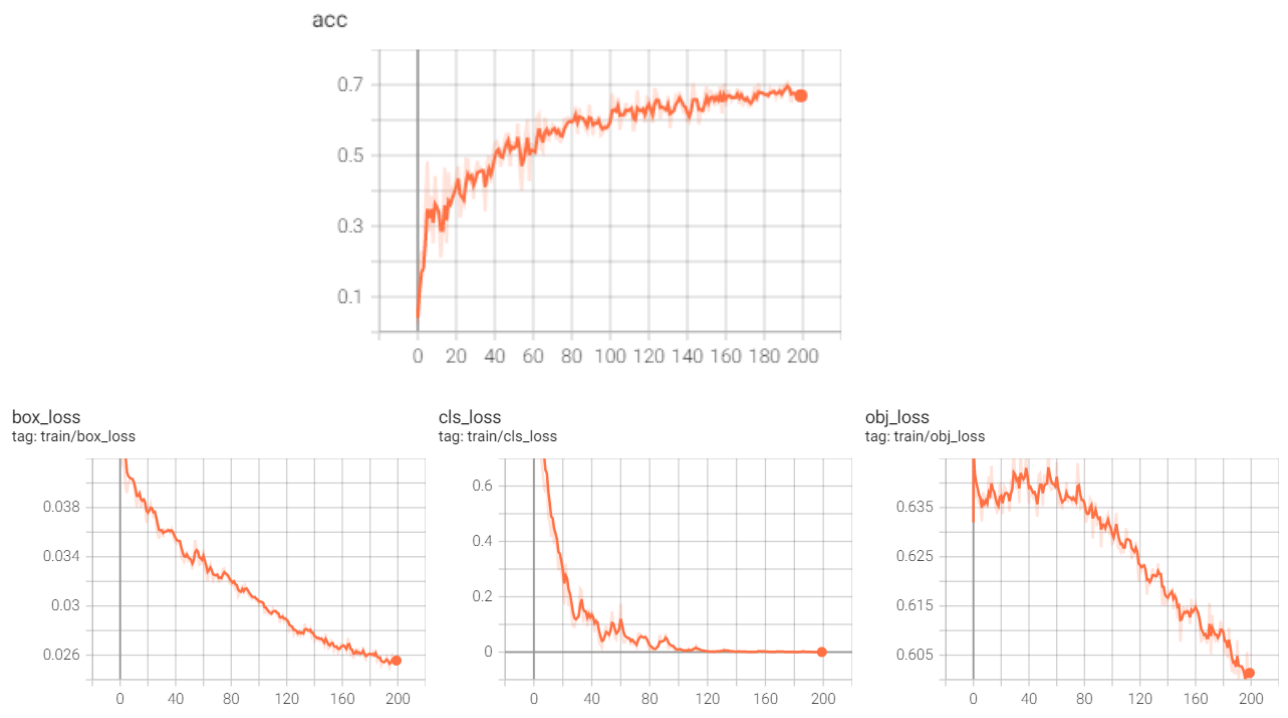 acc
0.7
0.5
0.3
0.1
0 20 40 60 80 100 120 140 160 180 200
box_loss
tag: train/box_loss
0.038
0.034
0.03
0.026
0 40 80 120 160 200
cls_loss
tag: train/cls_loss
0.6
0.4
0.2
0
0 40 80 120 160 200
obj_loss
tag: train/obj_loss
0.635
0.625
0.615
0.605
0 40 80 120 160 200